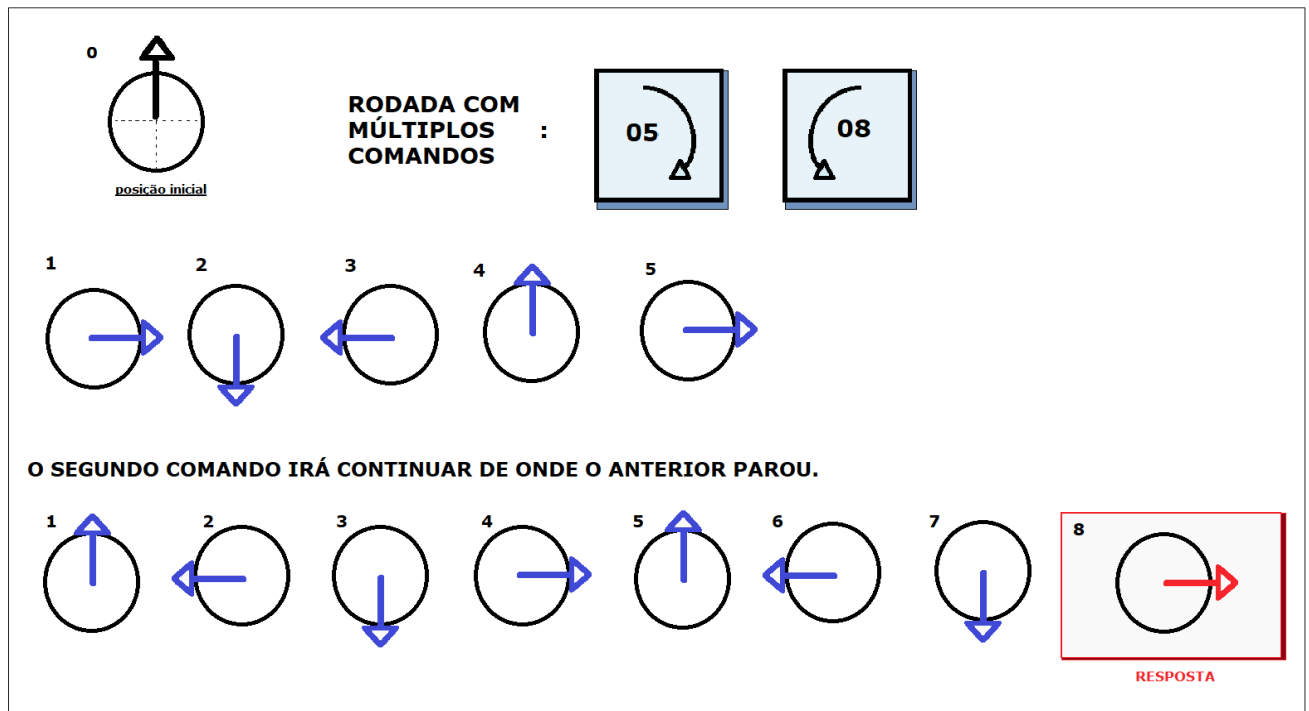 0
posição inicial
RODADA COM
MÚLTIPLOS :
COMANDOS
05
08
1 2 3 4 5
O SEGUNDO COMANDO IRÁ CONTINUAR DE ONDE O ANTERIOR PAROU.
1 2 3 4 5 6 7 8
RESPOSTA